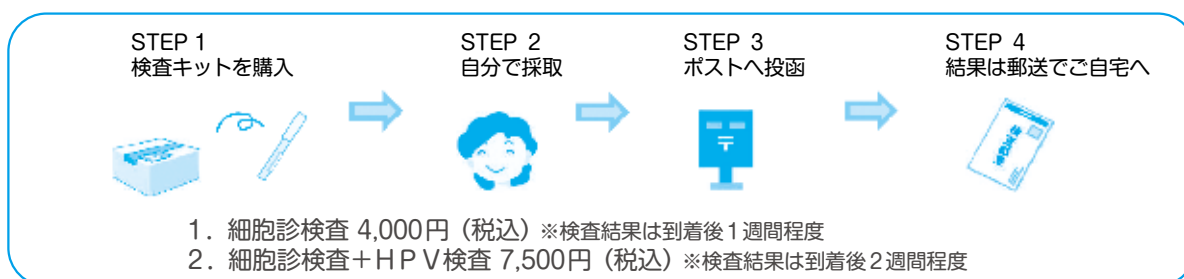 STEP 1
検査キットを購入
STEP 2
自分で採取
STEP 3
ポストへ投函
STEP 4
結果は郵送でご自宅へ
〒
1. 細胞診検査 4,000円（税込）※検査結果は到着後1週間程度
2. 細胞診検査＋ＨＰＶ検査 7,500円（税込）※検査結果は到着後2週間程度